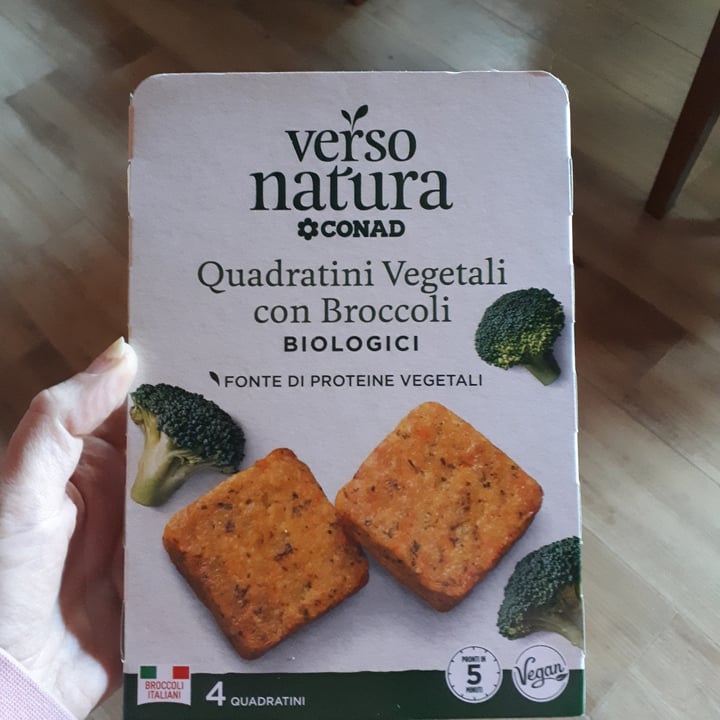 verso
natura
CONAD
Quadratini Vegetali
con Broccoli
BIOLOGICI
FONTE DI PROTEINE VEGETALI
BROCCOLI
ITALIANI
4 QUADRATINI
PRONTI IN
5
MINUTI
Vegan